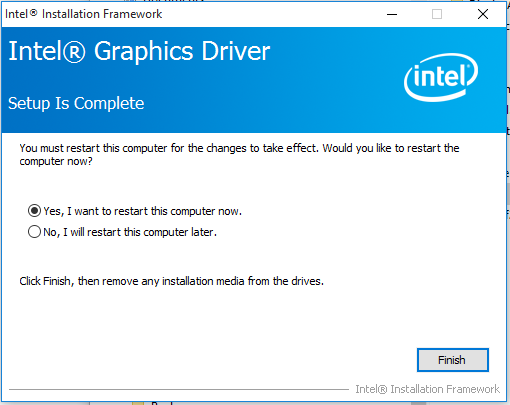 Intel® Installation Framework
Intel® Graphics Driver
intel
Setup Is Complete
You must restart this computer for the changes to take effect. Would you like to restart the
computer now?
Yes, I want to restart this computer now.
No, I will restart this computer later.
Click Finish, then remove any installation media from the drives.
Finish
Intel® Installation Framework